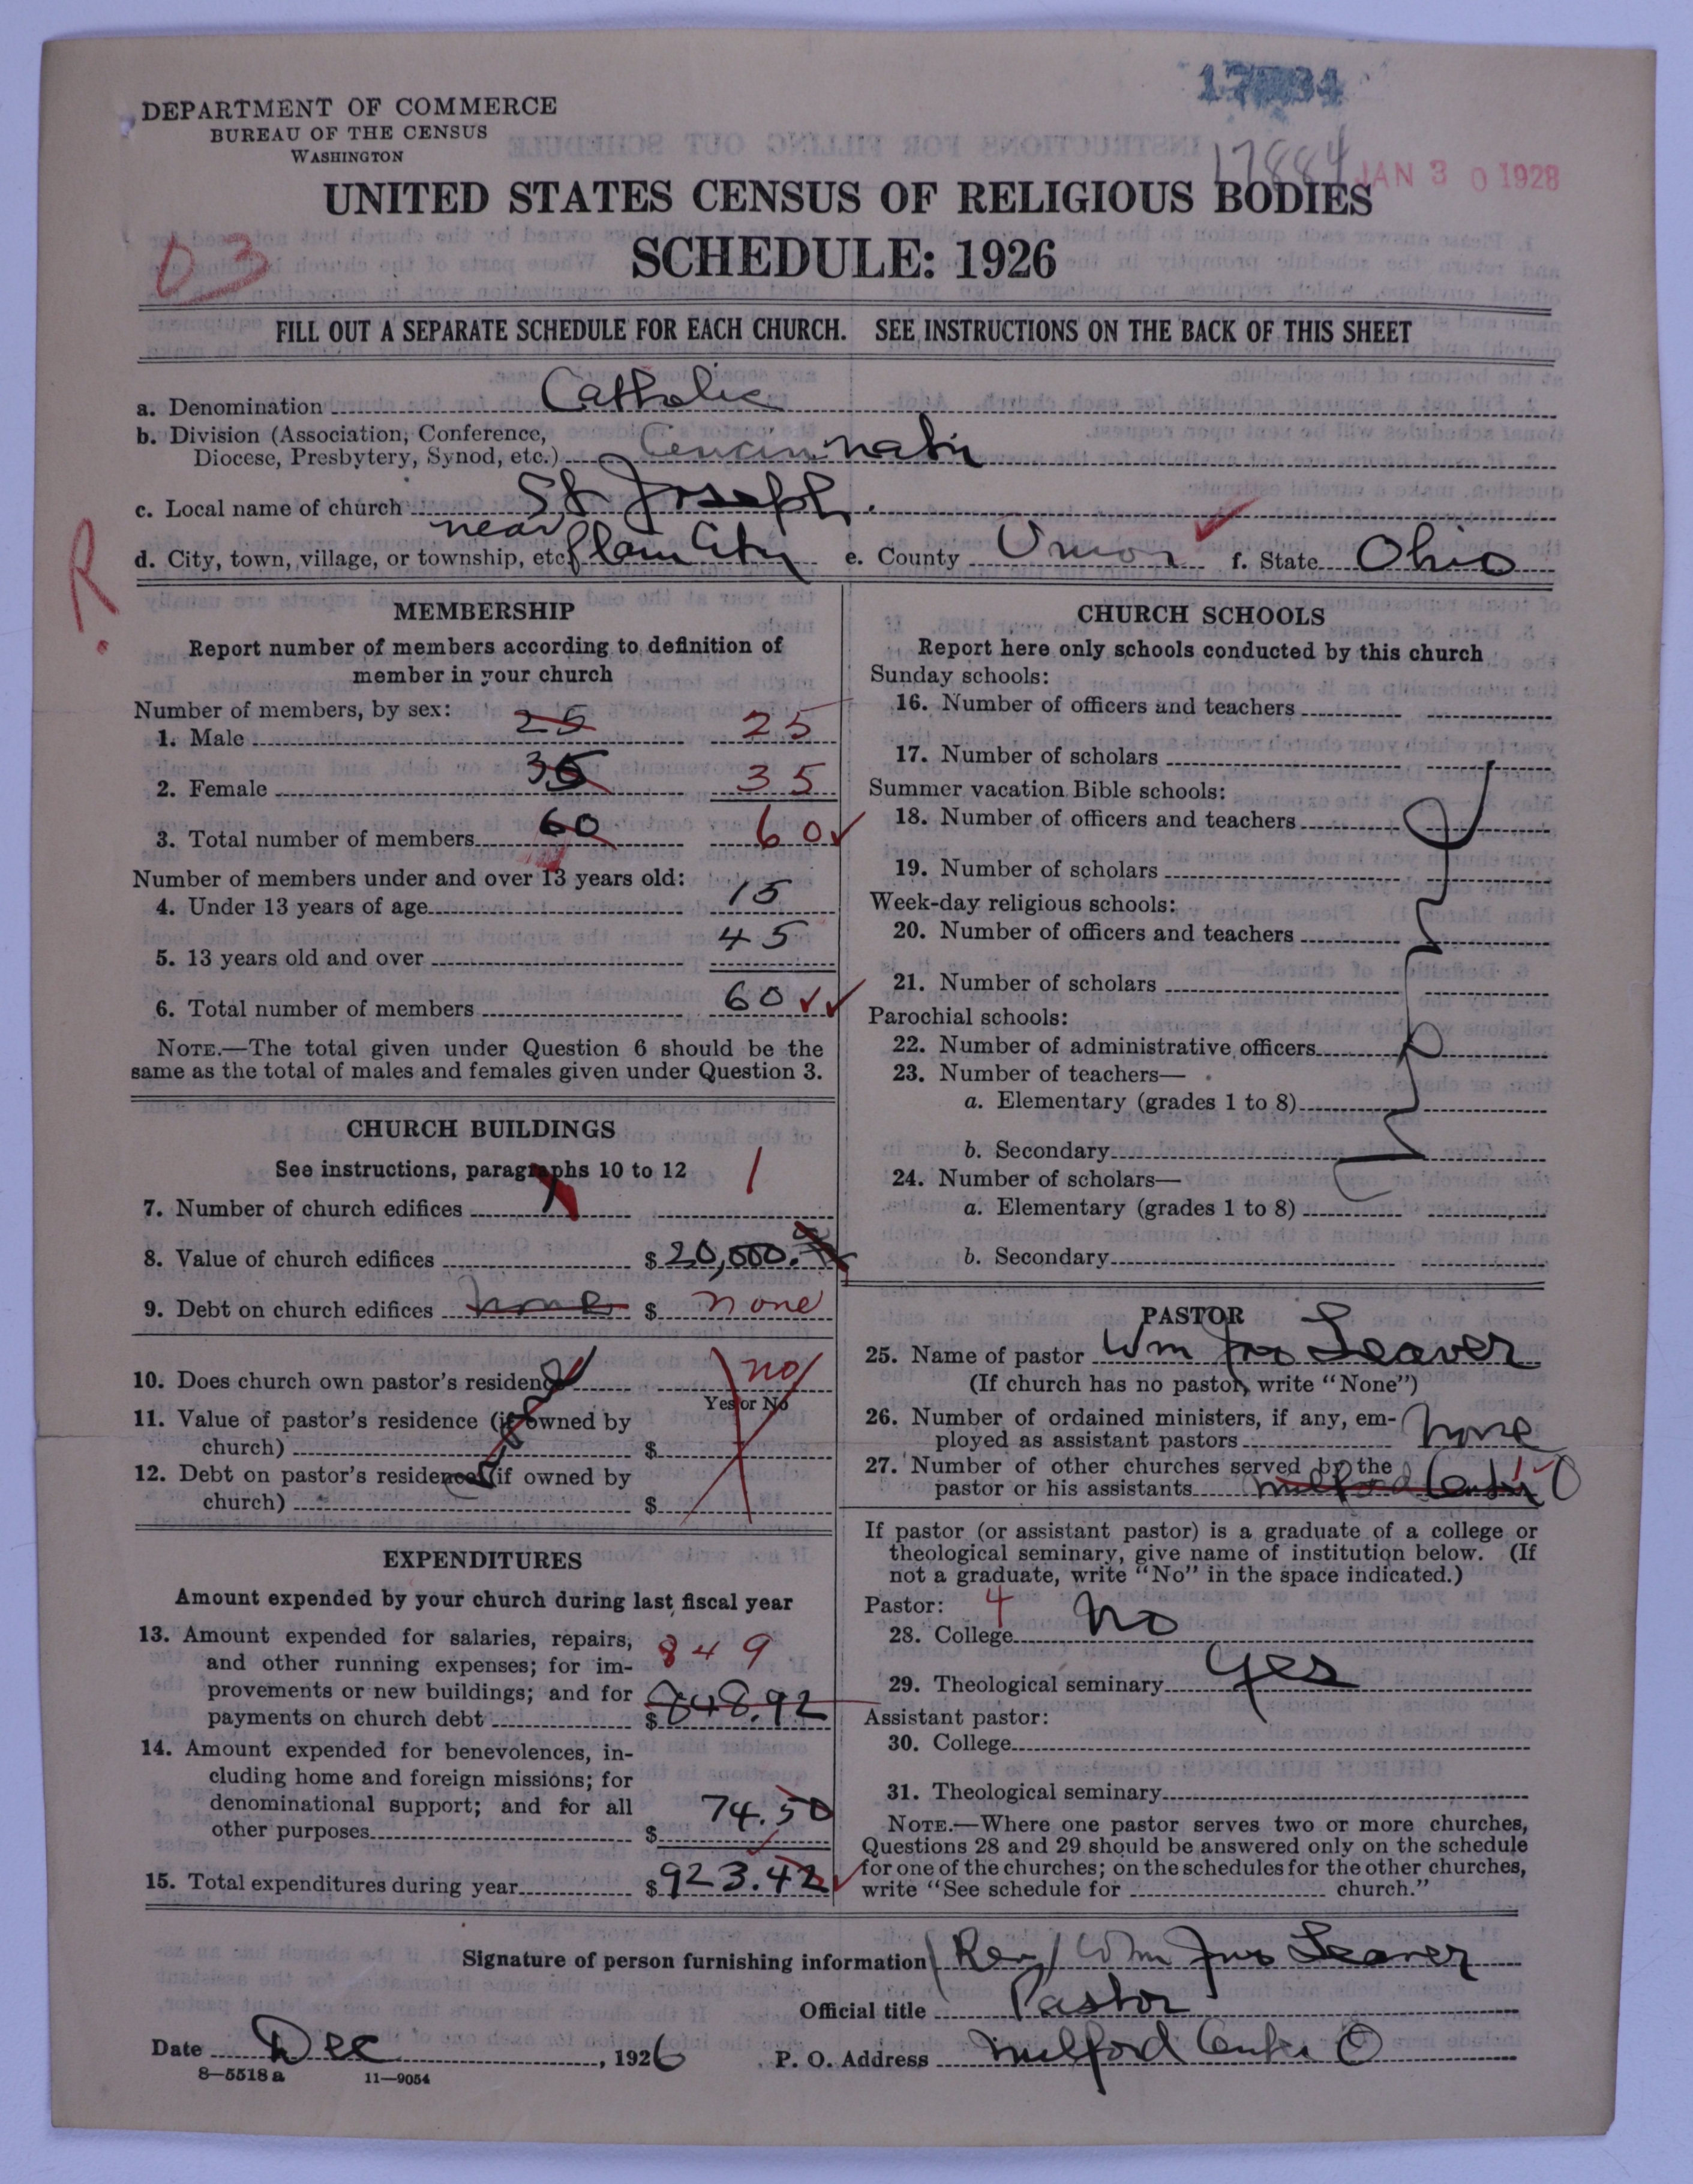 17884
DEPARTMENT OF COMMERCE
BUREAU OF THE CENSUS
WASHINGTON
17884 JAN 30 1928
UNITED STATES CENSUS OF RELIGIOUS BODIES
SCHEDULE: 1926
D3
FILL OUT A SEPARATE SCHEDULE FOR EACH CHURCH. SEE INSTRUCTIONS ON THE BACK OF THIS SHEET
a. Denomination Catholic
b. Division (Association, Conference,
Diocese, Presbytery, Synod, etc.) Cincinnati
c. Local name of church St Joseph.
near
d. City, town, village, or township, etc. Plain City e. County Union f. State Ohio
R.
MEMBERSHIP
Report number of members according to definition of
member in your church
Number of members, by sex:
1. Male 25 25
2. Female 35 35
3. Total number of members 60 60
Number of members under and over 13 years old:
4. Under 13 years of age 15
5. 13 years old and over 45
6. Total number of members 60
NOTE.—The total given under Question 6 should be the
same as the total of males and females given under Question 3.
CHURCH BUILDINGS
See instructions, paragraphs 10 to 12
7. Number of church edifices 1 1
8. Value of church edifices $ 20,000.
9. Debt on church edifices none $ none
10. Does church own pastor's residence no
Yes or No
11. Value of pastor's residence (if owned by
church) $
12. Debt on pastor's residence (if owned by
church) $
EXPENDITURES
Amount expended by your church during last fiscal year
13. Amount expended for salaries, repairs, 849
and other running expenses; for im-
provements or new buildings; and for
payments on church debt $ 848.92
14. Amount expended for benevolences, in-
cluding home and foreign missions; for
denominational support; and for all
other purposes $ 74.50
15. Total expenditures during year $ 923.42
CHURCH SCHOOLS
Report here only schools conducted by this church
Sunday schools:
16. Number of officers and teachers
17. Number of scholars
Summer vacation Bible schools:
18. Number of officers and teachers
19. Number of scholars
Week-day religious schools:
20. Number of officers and teachers
21. Number of scholars
Parochial schools:
22. Number of administrative officers
23. Number of teachers—
a. Elementary (grades 1 to 8)
b. Secondary
24. Number of scholars—
a. Elementary (grades 1 to 8)
b. Secondary
PASTOR
25. Name of pastor Wm Jno Leaver
(If church has no pastor, write "None")
26. Number of ordained ministers, if any, em-
ployed as assistant pastors none
27. Number of other churches served by the
pastor or his assistants Milford Center O 1
If pastor (or assistant pastor) is a graduate of a college or
theological seminary, give name of institution below. (If
not a graduate, write "No" in the space indicated.)
Pastor: 4
28. College No
29. Theological seminary Yes
Assistant pastor:
30. College
31. Theological seminary
NOTE.—Where one pastor serves two or more churches,
Questions 28 and 29 should be answered only on the schedule
for one of the churches; on the schedules for the other churches,
write "See schedule for church."
Signature of person furnishing information (Rev) Wm Jno Leaver
Official title Pastor
Date Dec, 1926 P. O. Address Milford Center O
8—5518 a 11—9054